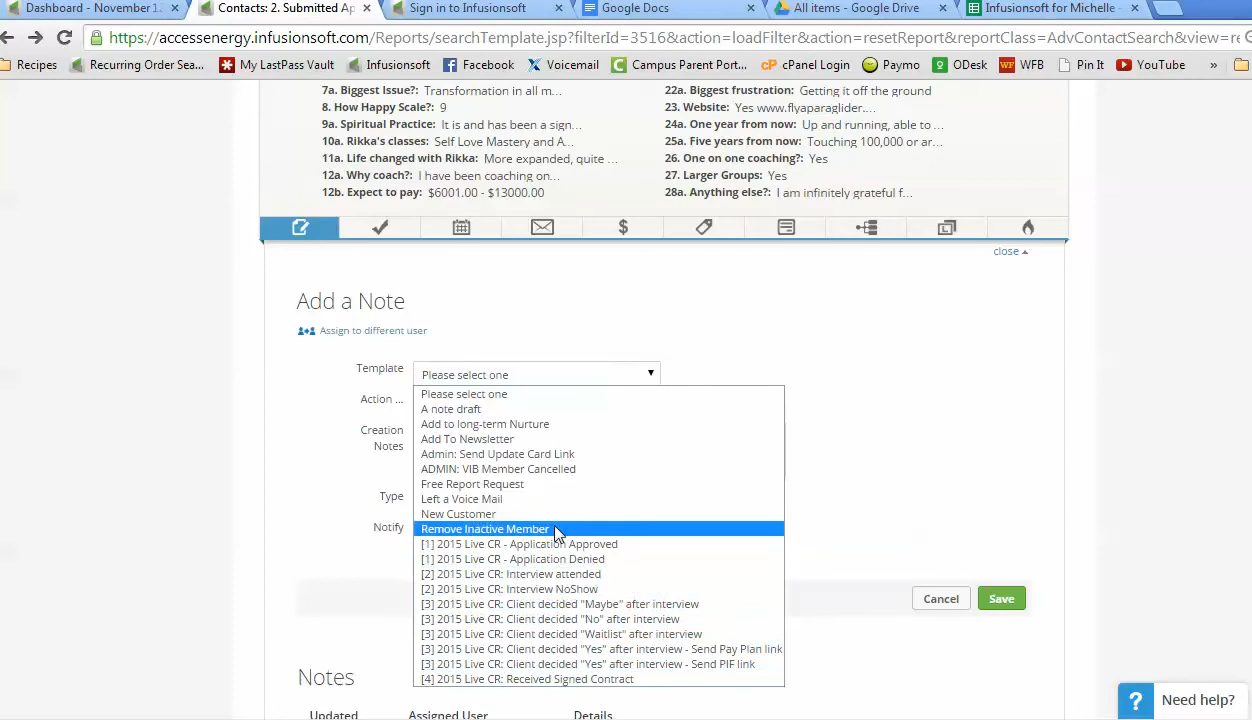 Dashboard - November 12
Contacts: 2. Submitted Ap
Sign in to Infusionsoft
Google Docs
All items - Google Drive
Infusionsoft for Michelle -
https://accessenergy.infusionsoft.com/Reports/searchTemplate.jsp?filterId=3516&action=loadFilter&action=resetReport&reportClass=AdvContactSearch&view=re
Recipes
Recurring Order Sea...
My LastPass Vault
Infusionsoft
Facebook
Voicemail
Campus Parent Port...
cPanel Login
Paymo
ODesk
WFB
Pin It
YouTube
»
7a. Biggest Issue?: Transformation in all m...
22a. Biggest frustration: Getting it off the ground
8. How Happy Scale?: 9
23. Website: Yes www.flyaparaglider....
9a. Spiritual Practice: It is and has been a sign...
24a. One year from now: Up and running, able to ...
10a. Rikka's classes: Self Love Mastery and A...
25a. Five years from now: Touching 100,000 or ar...
11a. Life changed with Rikka: More expanded, quite ...
26. One on one coaching?: Yes
12a. Why coach?: I have been coaching on...
27. Larger Groups: Yes
12b. Expect to pay: $6001.00 - $13000.00
28a. Anything else?: I am infinitely grateful f...
close
Add a Note
Assign to different user
Template
Please select one
Action ...
Creation
Notes
Type
Notify
Please select one
A note draft
Add to long-term Nurture
Add To Newsletter
Admin: Send Update Card Link
ADMIN: VIB Member Cancelled
Free Report Request
Left a Voice Mail
New Customer
Remove Inactive Member
[1] 2015 Live CR - Application Approved
[1] 2015 Live CR - Application Denied
[2] 2015 Live CR: Interview attended
[2] 2015 Live CR: Interview NoShow
[3] 2015 Live CR: Client decided "Maybe" after interview
[3] 2015 Live CR: Client decided "No" after interview
[3] 2015 Live CR: Client decided "Waitlist" after interview
[3] 2015 Live CR: Client decided "Yes" after interview - Send Pay Plan link
[3] 2015 Live CR: Client decided "Yes" after interview - Send PIF link
[4] 2015 Live CR: Received Signed Contract
Cancel
Save
Notes
Updated
Assigned User
Details
? Need help?